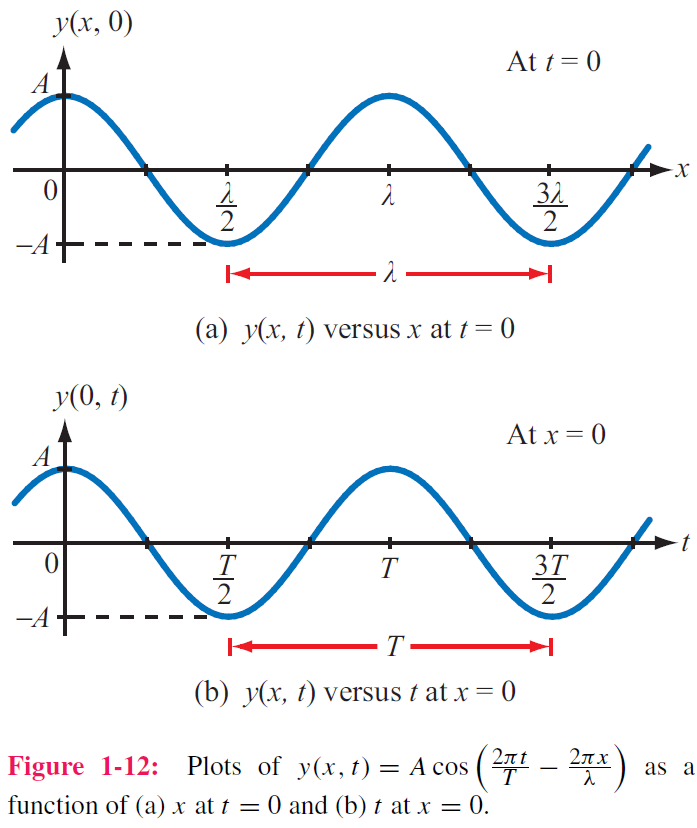 y(x, 0)
At t = 0
A
x
0
λ/2
λ
3λ/2
−A
λ
(a) y(x, t) versus x at t = 0
y(0, t)
At x = 0
A
t
0
T/2
T
3T/2
−A
T
(b) y(x, t) versus t at x = 0
Figure 1-12: Plots of y(x, t) = A cos (2πt/T − 2πx/λ) as a
function of (a) x at t = 0 and (b) t at x = 0.